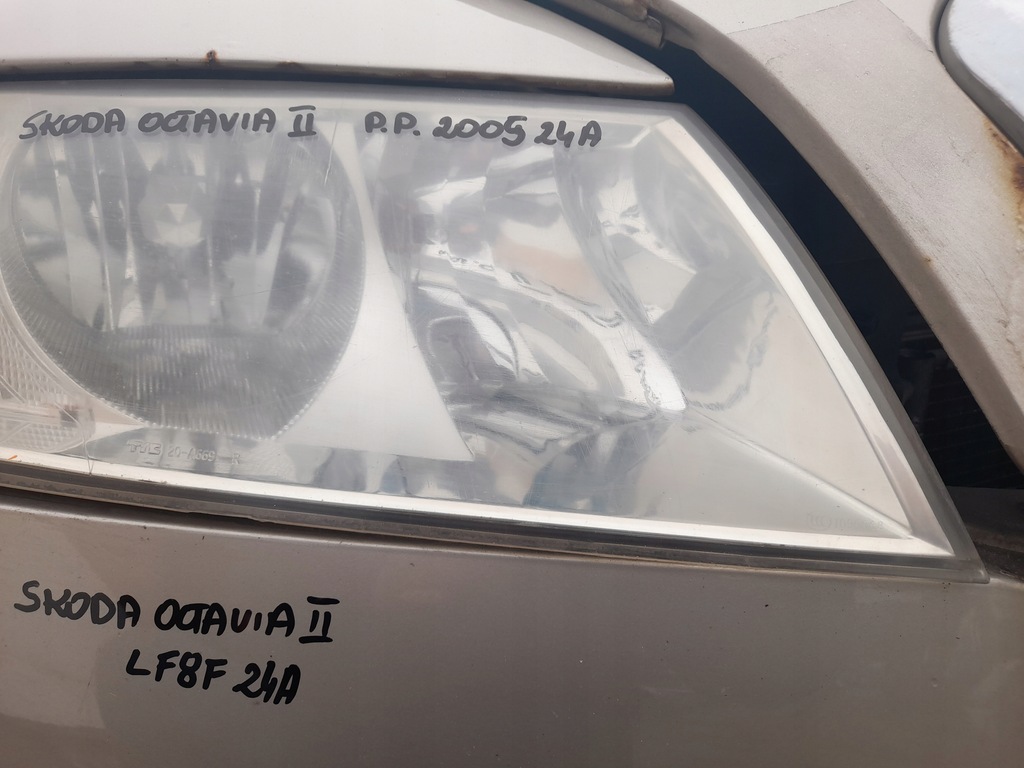 SKODA OCTAVIA II P.P. 2005 24A
SKODA OCTAVIA II
LF8F 24A